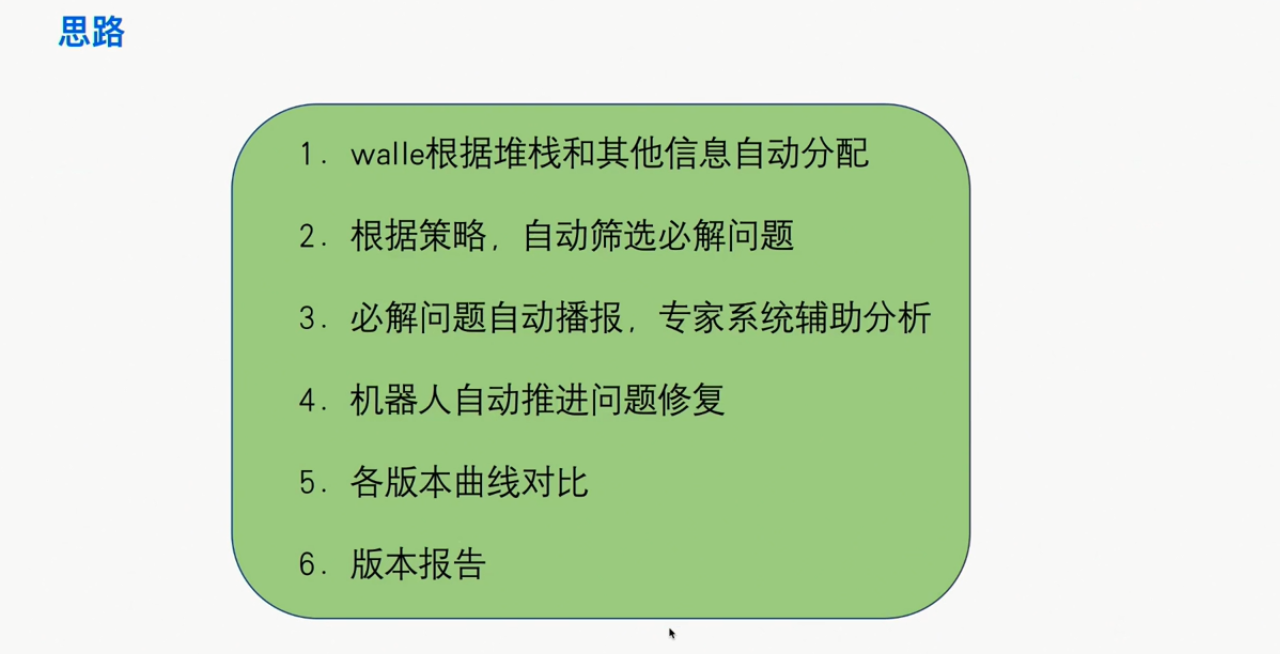 思路
1. walle根据堆栈和其他信息自动分配
2. 根据策略，自动筛选必解问题
3. 必解问题自动播报，专家系统辅助分析
4. 机器人自动推进问题修复
5. 各版本曲线对比
6. 版本报告